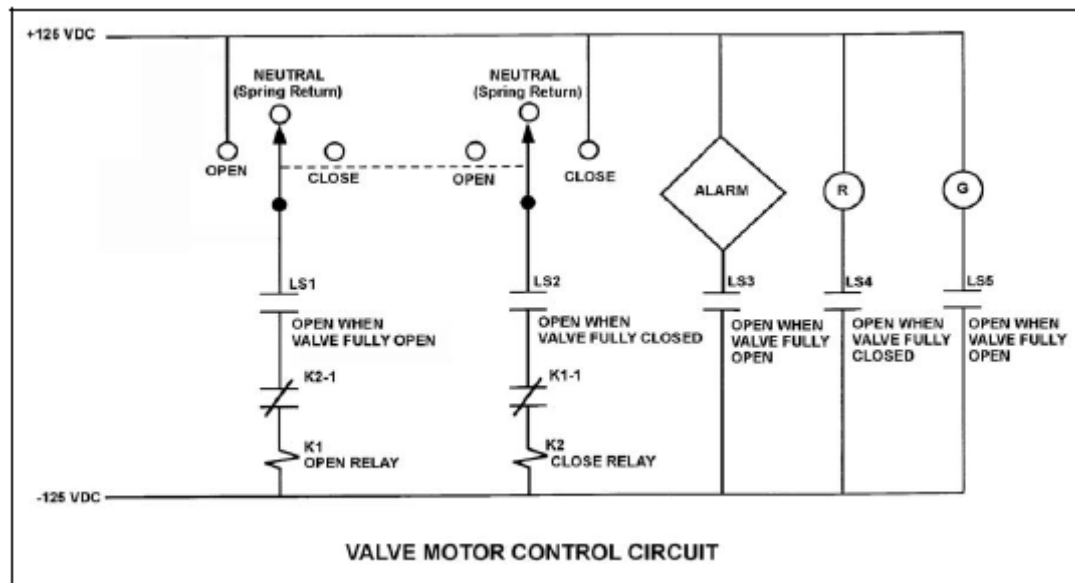 +125 VDC
NEUTRAL
(Spring Return)
NEUTRAL
(Spring Return)
OPEN
CLOSE
OPEN
CLOSE
ALARM
R
G
LS1
OPEN WHEN
VALVE FULLY OPEN
LS2
OPEN WHEN
VALVE FULLY CLOSED
LS3
OPEN WHEN
VALVE FULLY
OPEN
LS4
OPEN WHEN
VALVE FULLY
CLOSED
LS5
OPEN WHEN
VALVE FULLY
OPEN
K2-1
K1-1
K1
OPEN RELAY
K2
CLOSE RELAY
-125 VDC
VALVE MOTOR CONTROL CIRCUIT